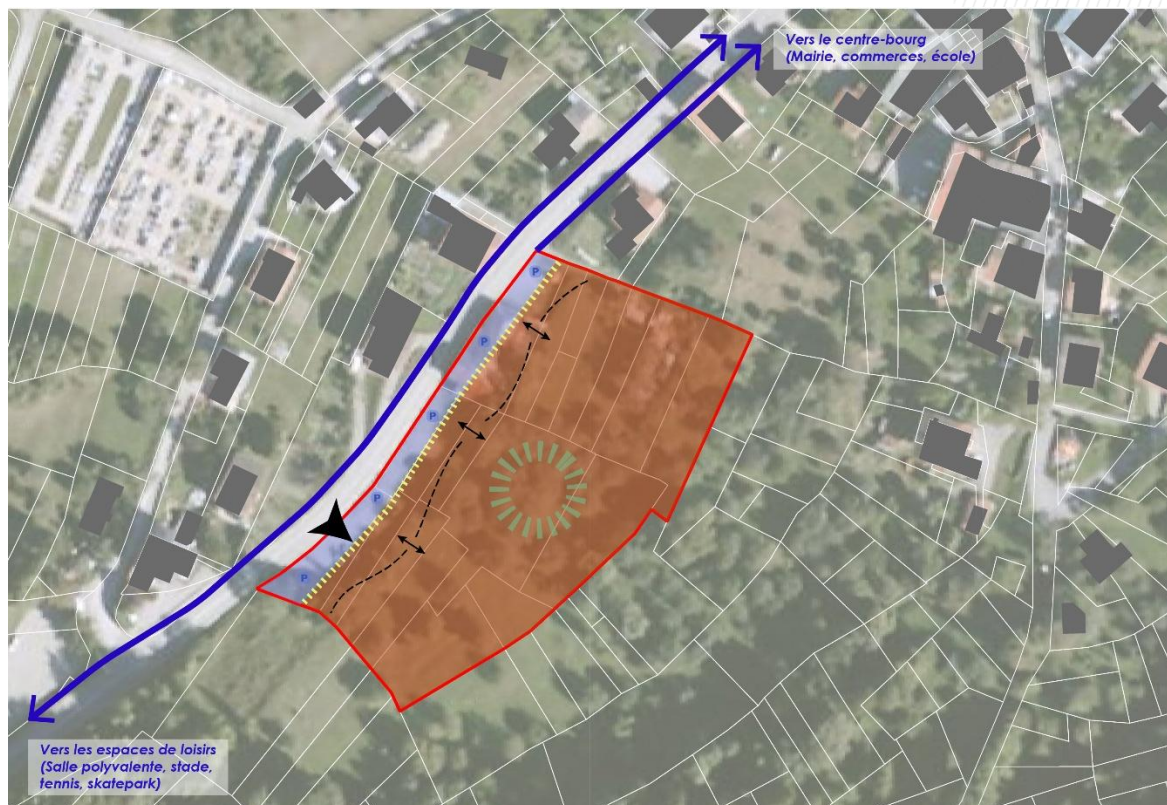 Vers le centre-bourg
(Mairie, commerces, école)
P
P
P
P
P
Vers les espaces de loisirs
(Salle polyvalente, stade,
tennis, skatepark)